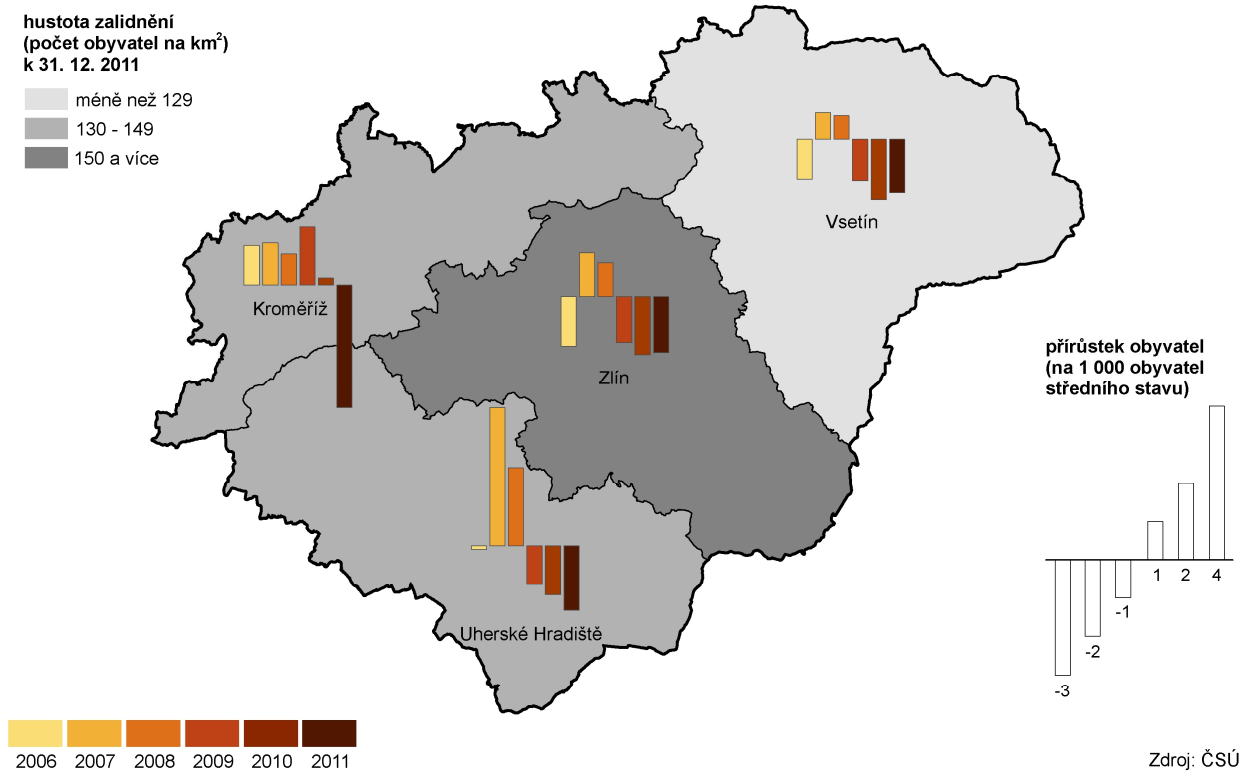 hustota zalidnění
(počet obyvatel na km²)
k 31. 12. 2011
méně než 129
130 - 149
150 a více
Vsetín
Kroměříž
Zlín
Uherské Hradiště
přírůstek obyvatel
(na 1 000 obyvatel
středního stavu)
1 2 4
-1
-2
-3
2006 2007 2008 2009 2010 2011
Zdroj: ČSÚ